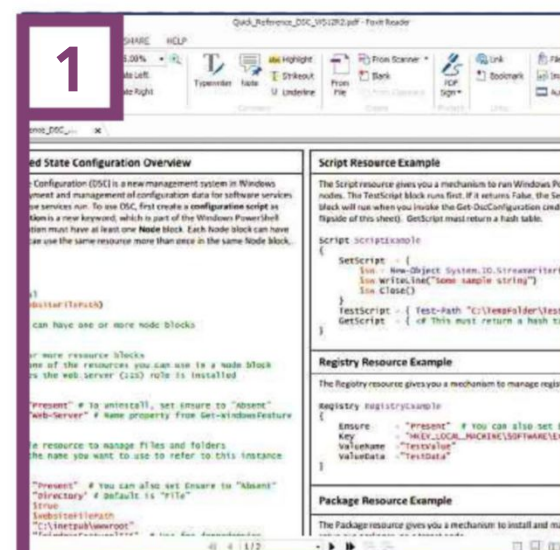 Quick_Reference_DSC_WS12R2.pdf - Foxit Reader
1
SHARE HELP
Highlight
From Scanner
Link
Left
Typewriter Note Strikeout
From File Blank
PDF Sign
Bookmark
Right
Underline
ed State Configuration Overview
Configuration (DSC) is a new management system in Windows
yment and management of configuration data for software services
se services run. To use DSC, first create a configuration script as
tion is a new keyword, which is part of the Windows PowerShell
tion must have at least one Node block. Each Node block can have
can use the same resource more than once in the same Node block.
can have one or more node blocks
or more resource blocks
one of the resources you can use in a node block
es the web server (IIS) role is installed
"Present" # To uninstall, set Ensure to "Absent"
"Web-Server" # Name property from Get-WindowsFeature
le resource to manage files and folders
the name you want to use to refer to this instance
"Present" # You can also set Ensure to "Absent"
"Directory" # Default is "File"
$true
$WebsiteFilePath
"C:\inetpub\wwwroot"
Script Resource Example
The Script resource gives you a mechanism to run Windows
nodes. The TestScript block runs first. If it returns False, the
block will run when you invoke the Get-DscConfiguration
flipside of this sheet). GetScript must return a hash table.
Script ScriptExample
{
SetScript = {
$sw = New-Object System.IO.StreamWriter
$sw.WriteLine("Some sample string")
$sw.Close()
}
TestScript = { Test-Path "C:\TempFolder\
GetScript = { <# This must return a hash
}
Registry Resource Example
The Registry resource gives you a mechanism to manage
Registry RegistryExample
{
Ensure = "Present" # You can also set
Key = "HKEY_LOCAL_MACHINE\SOFTWARE\
ValueName = "TestValue"
ValueData = "TestData"
}
Package Resource Example
The Package resource gives you a mechanism to install and
1/2